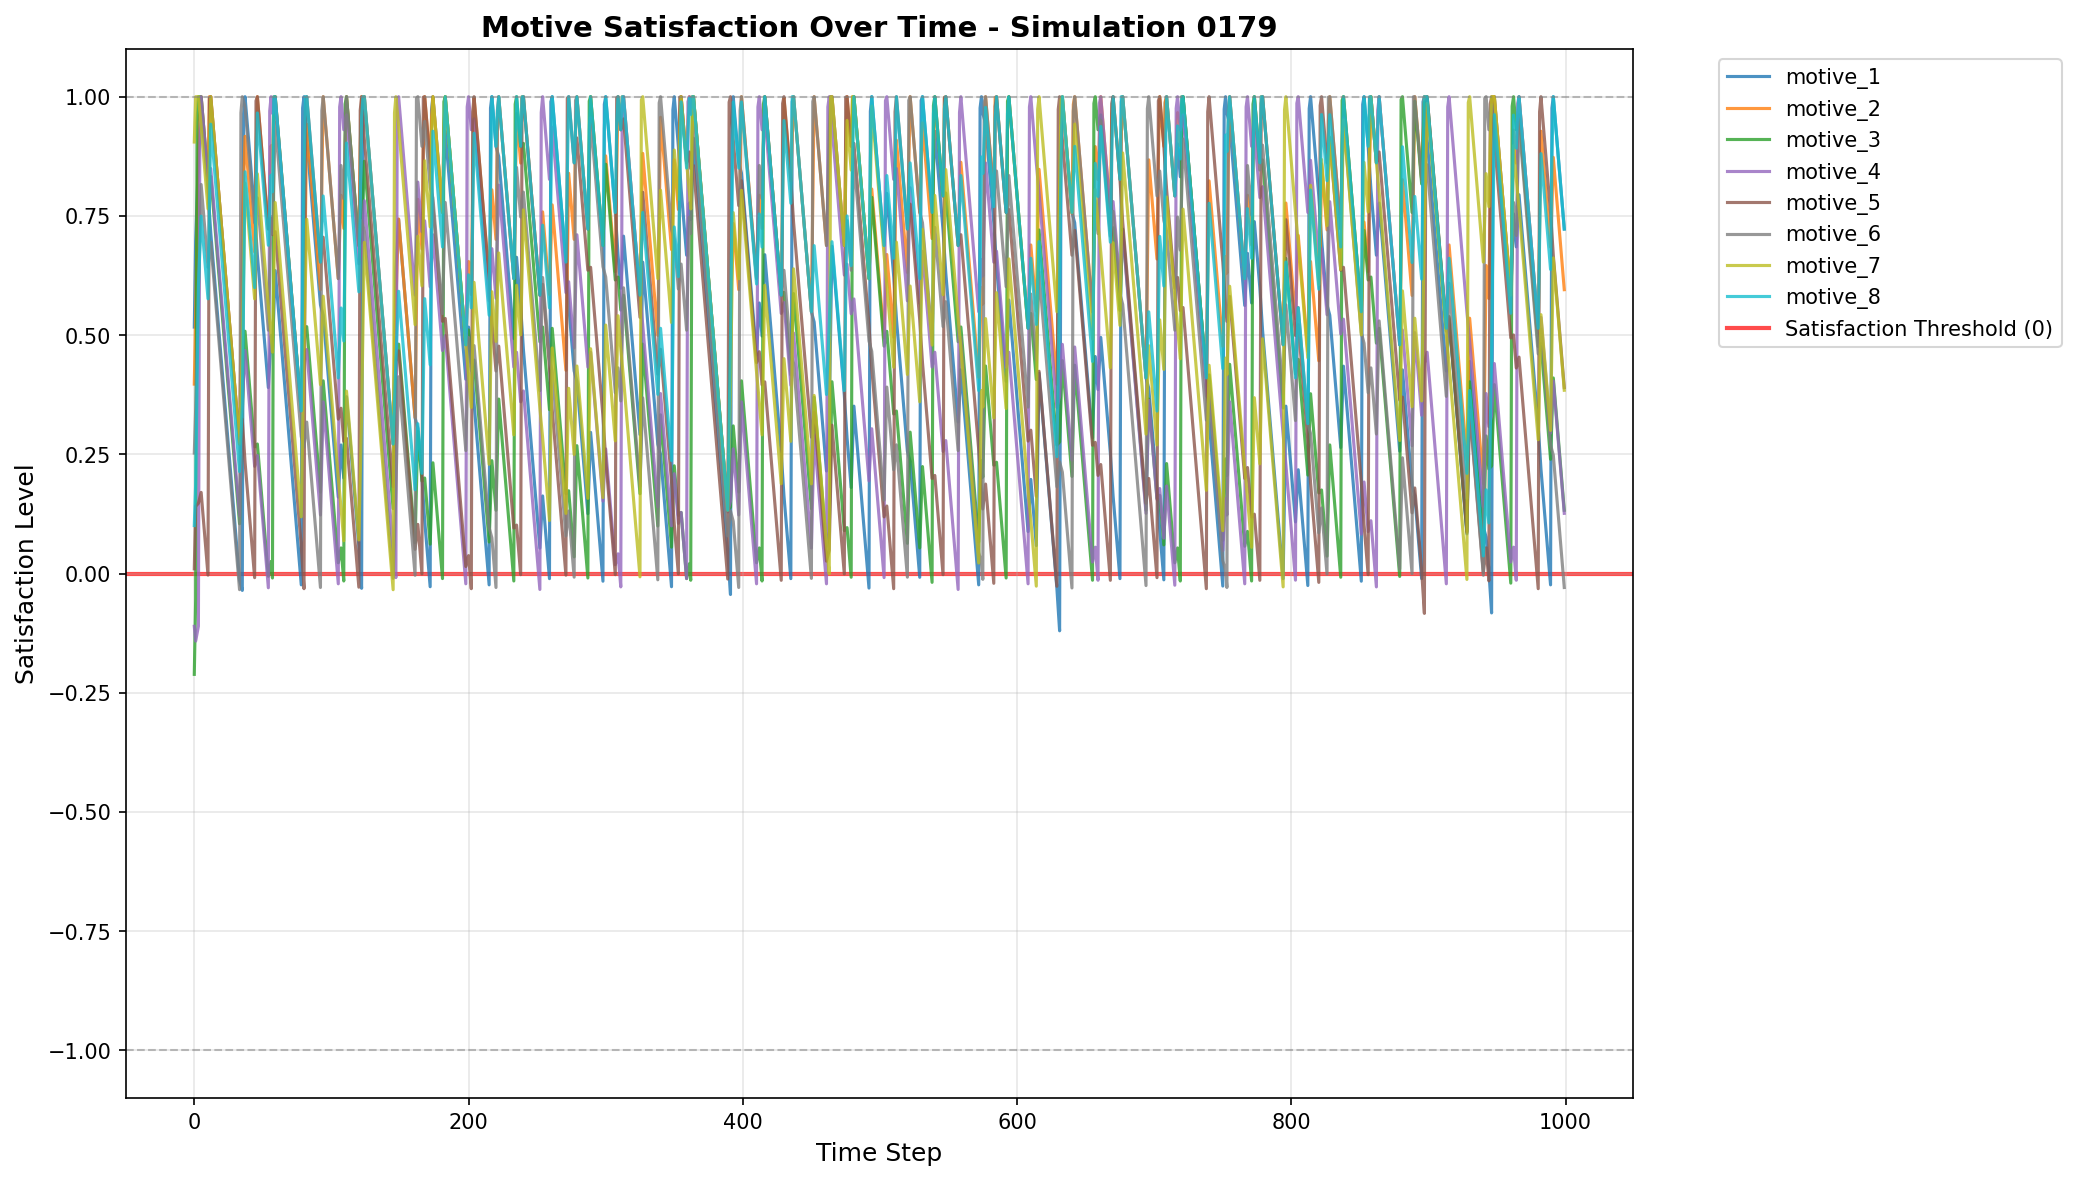 Motive Satisfaction Over Time - Simulation 0179
Satisfaction Level
1.00
0.75
0.50
0.25
0.00
−0.25
−0.50
−0.75
−1.00
0
200
400
600
800
1000
Time Step
motive_1
motive_2
motive_3
motive_4
motive_5
motive_6
motive_7
motive_8
Satisfaction Threshold (0)